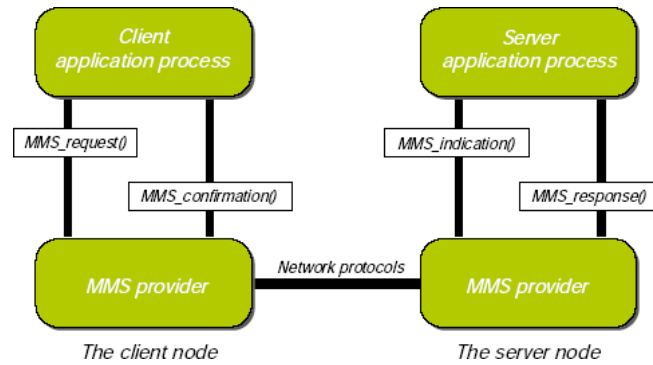 Client
application process
Server
application process
MMS_request()
MMS_indication()
MMS_confirmation()
MMS_response()
Network protocols
MMS provider
MMS provider
The client node
The server node